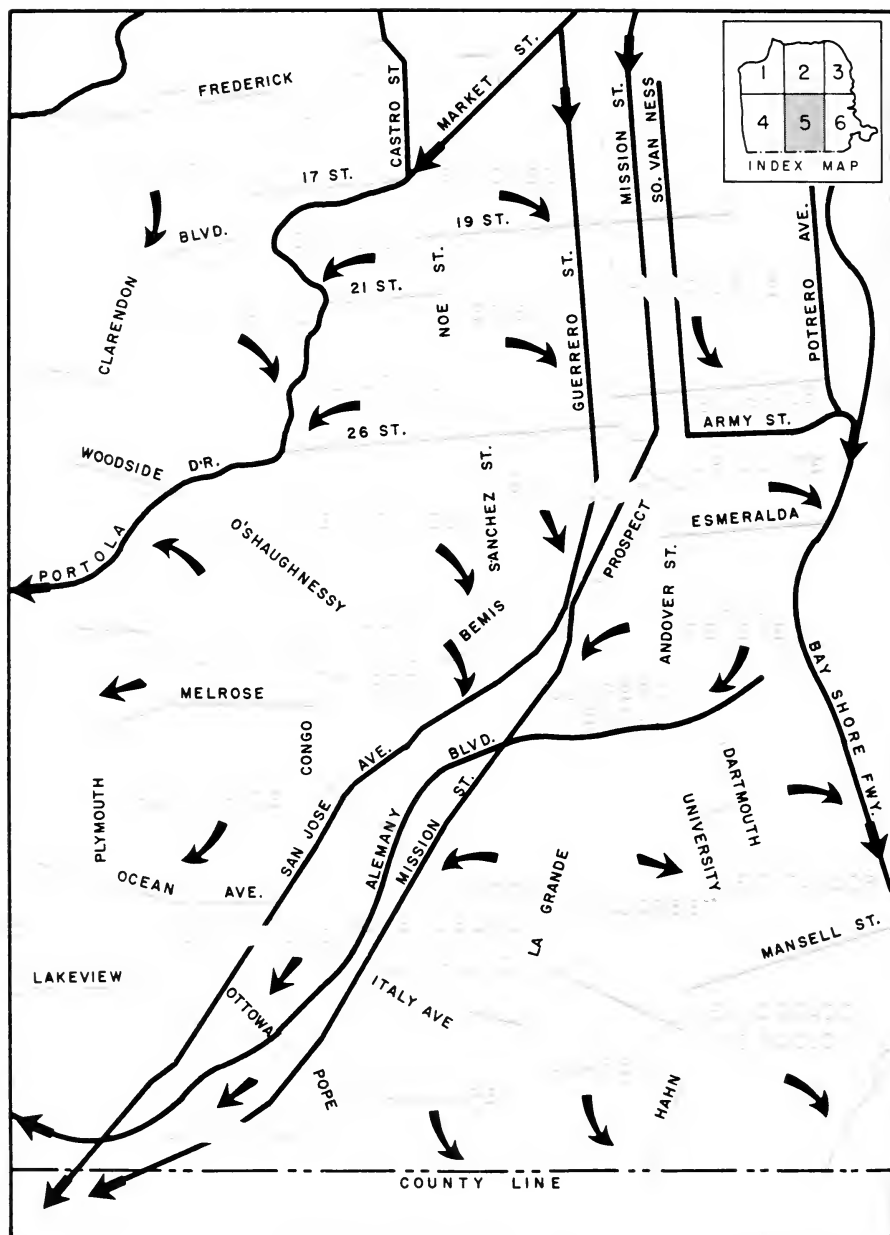 FREDERICK
CASTRO ST
MARKET ST.
MISSION ST.
SO. VAN NESS
1 2 3
4 5 6
INDEX MAP
17 ST.
19 ST.
BLVD.
CLARENDON
21 ST.
NOE ST.
GUERRERO ST.
POTRERO AVE.
26 ST.
ARMY ST.
WOODSIDE
D.R.
PORTOLA
O'SHAUGHNESSY
SANCHEZ ST.
PROSPECT
ESMERALDA
BEMIS
ANDOVER ST.
MELROSE
CONGO
BAY SHORE FWY.
PLYMOUTH
SAN JOSE AVE.
ALEMANY BLVD.
MISSION ST.
DARTMOUTH
UNIVERSITY
OCEAN AVE.
LA GRANDE
MANSELL ST.
LAKEVIEW
OTTOWA
ITALY AVE
POPE
HAHN
COUNTY LINE